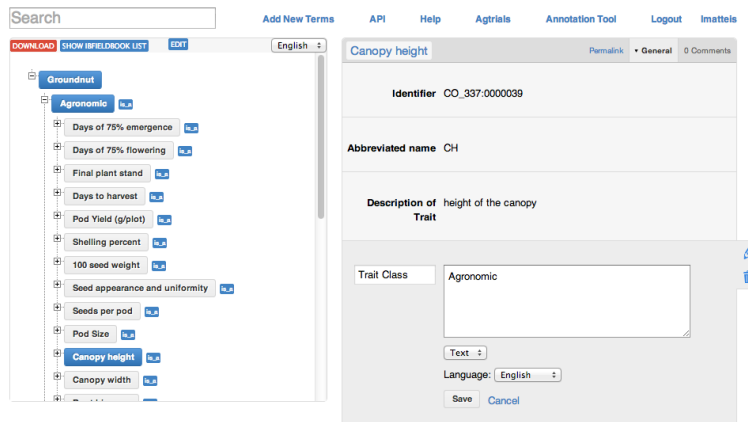 Search
Add New Terms API Help Agtrials Annotation Tool Logout lmatteis
DOWNLOAD SHOW IBFIELDBOOK LIST EDIT English
Groundnut
Agronomic is_a
Days of 75% emergence is_a
Days of 75% flowering is_a
Final plant stand is_a
Days to harvest is_a
Pod Yield (g/plot) is_a
Shelling percent is_a
100 seed weight is_a
Seed appearance and uniformity is_a
Seeds per pod is_a
Pod Size is_a
Canopy height is_a
Canopy width is_a
Canopy height Permalink General 0 Comments
Identifier CO_337:0000039
Abbreviated name CH
Description of height of the canopy
Trait
Trait Class Agronomic
Text
Language: English
Save Cancel